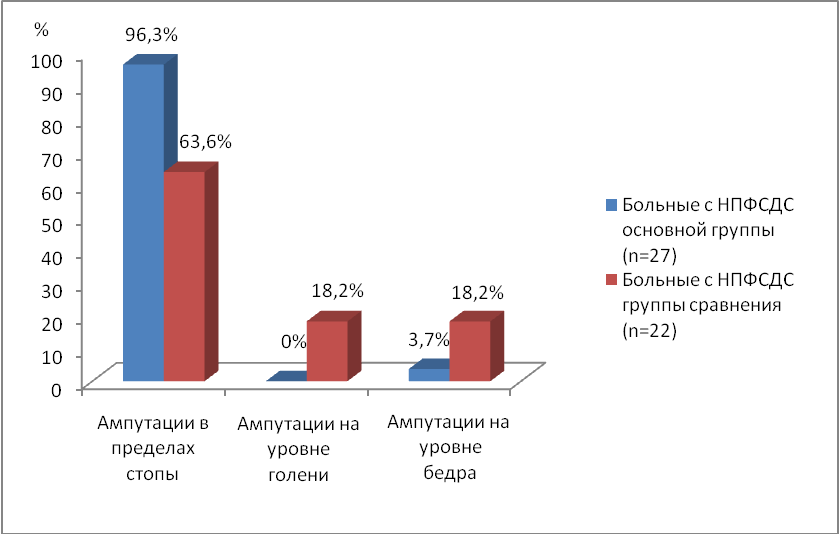 %
96,3%
100
90
80
70
60
50
40
30
20
10
0
63,6%
0%
18,2%
3,7%
18,2%
Ампутации в
пределах
стопы
Ампутации на
уровне
голени
Ампутации на
уровне
бедра
Больные с НПФСДС
основной группы
(n=27)
Больные с НПФСДС
группы сравнения
(n=22)